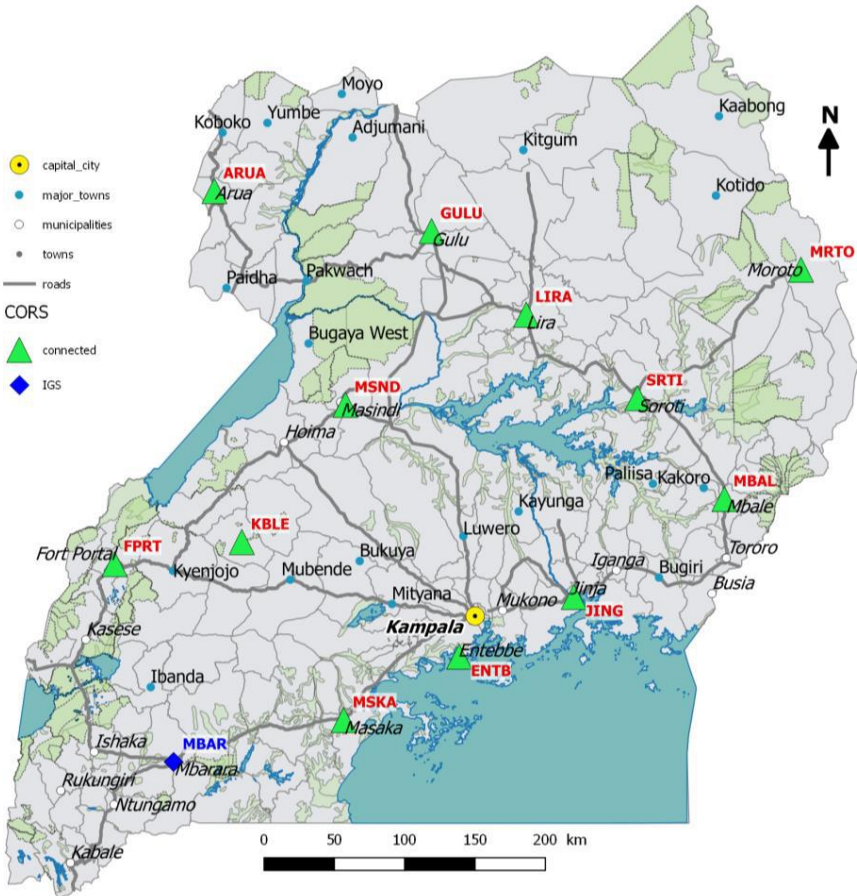 Moyo
Yumbe
Koboko
Adjumani
Kaabong
N
Kitgum
capital_city
major_towns
municipalities
towns
roads
CORS
connected
IGS
ARUA
Arua
Kotido
GULU
Gulu
MRTO
Moroto
Paidha
Pakwach
LIRA
Lira
Bugaya West
MSND
Masindi
SRTI
Soroti
Hoima
Paliisa
Kakoro
MBAL
Mbale
Kayunga
KBLE
Luwero
FPRT
Fort Portal
Bukuya
Tororo
Kyenjojo
Mubende
Iganga
Bugiri
Mityana
Mukono
Jinja
Busia
Kampala
JING
Kasese
Entebbe
ENTB
Ibanda
MSKA
Masaka
Ishaka
MBAR
Mbarara
Rukungiri
Ntungamo
Kabale
0 50 100 150 200 km